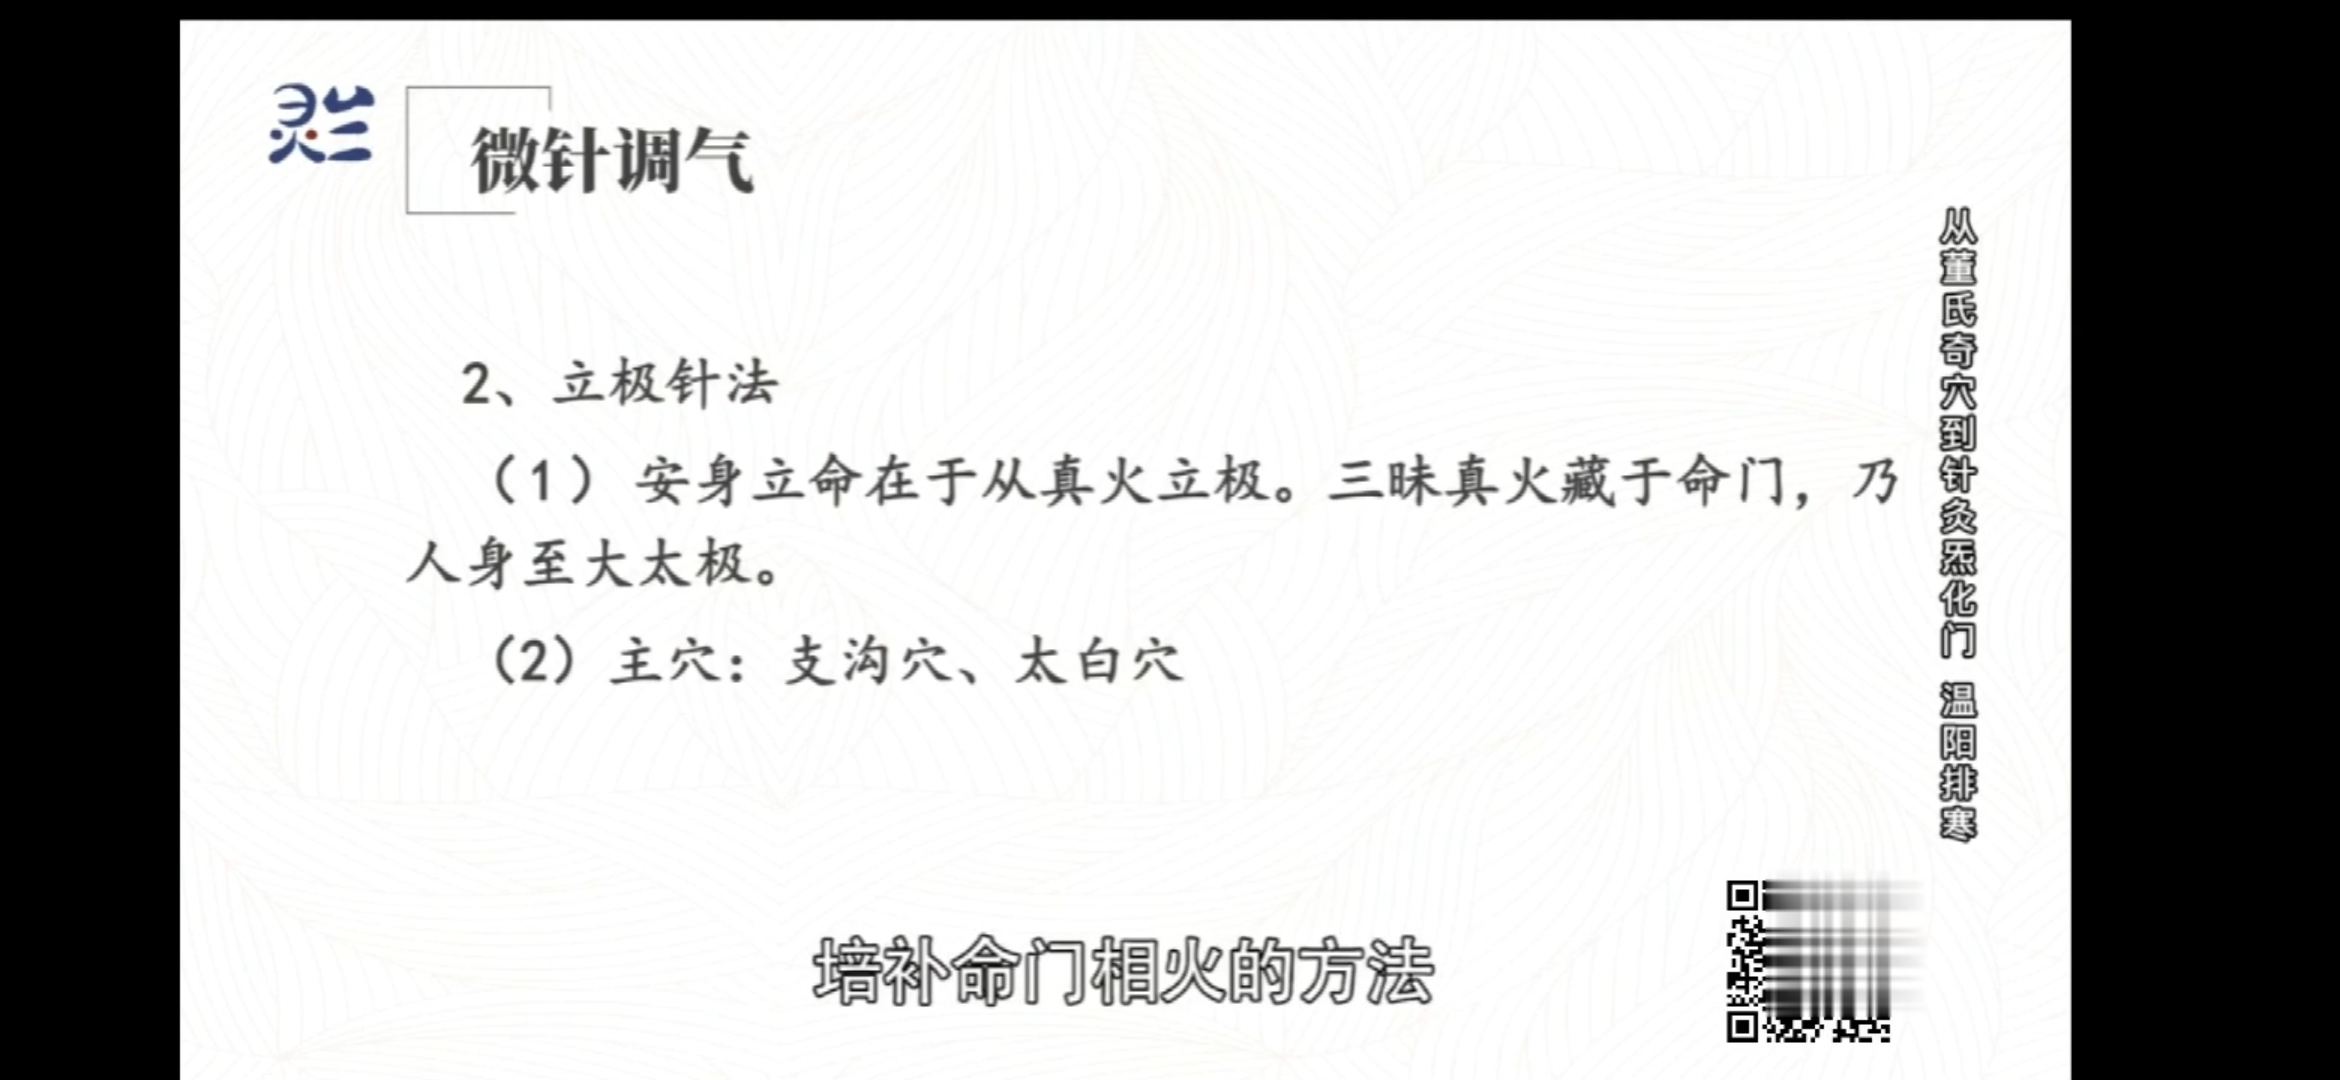 灵兰
微针调气
2、立极针法
（1） 安身立命在于从真火立极。三昧真火藏于命门，乃
人身至大太极。
（2）主穴：支沟穴、太白穴
从董氏奇穴到针灸炁化门 温阳排寒
培补命门相火的方法